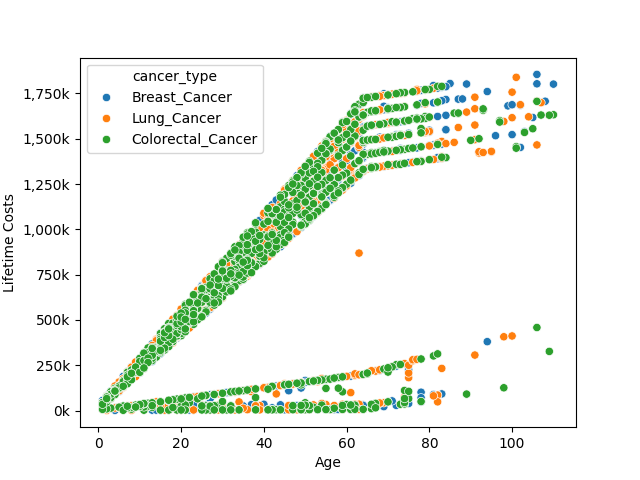 cancer_type
Breast_Cancer
Lung_Cancer
Colorectal_Cancer
Lifetime Costs
1,750k
1,500k
1,250k
1,000k
750k
500k
250k
0k
0 20 40 60 80 100
Age